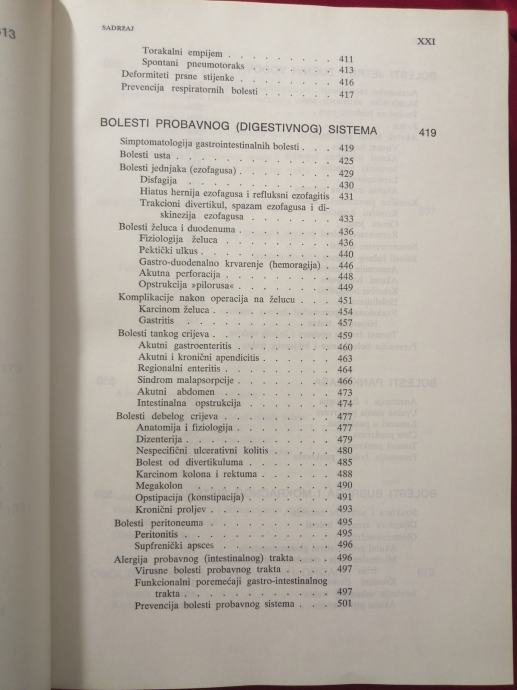 613
SADRZAJ
XXI
Torakalni empijem . . . . . . . . . 411
Spontani pneumotoraks . . . . . . . 413
Deformiteti prsne stijenke . . . . . . . . 416
Prevencija respiratornih bolesti . . . . . . 417
BOLESTI PROBAVNOG (DIGESTIVNOG) SISTEMA 419
Simptomatologija gastrointestinalnih bolesti . . . 419
Bolesti usta . . . . . . . . . . . . 425
Bolesti jednjaka (ezofagusa) . . . . . . . . 429
Disfagija . . . . . . . . . . . 430
Hiatus hernija ezofagusa i refluksni ezofagitis 431
Trakcioni divertikul, spazam ezofagusa i di-
skinezija ezofagusa . . . . . . . 433
Bolesti želuca i duodenuma . . . . . . . . 436
Fiziologija želuca . . . . . . . . . 436
Pektički ulkus . . . . . . . . . . 440
Gastro-duodenalno krvarenje (hemoragija) . 446
Akutna perforacija . . . . . . . . 448
Opstrukcija »pilorusa« . . . . . . . 449
Komplikacije nakon operacija na želucu . . . 451
Karcinom želuca . . . . . . . . . 454
Gastritis . . . . . . . . . . . 457
Bolesti tankog crijeva . . . . . . . . . 459
Akutni gastroenteritis . . . . . . . . 460
Akutni i kronični apendicitis . . . . . . 463
Regionalni enteritis . . . . . . . . 464
Sindrom malapsorpcije . . . . . . . 466
Akutni abdomen . . . . . . . . . 473
Intestinalna opstrukcija . . . . . . . 474
Bolesti debelog crijeva . . . . . . . . . 477
Anatomija i fiziologija . . . . . . . . 477
Dizenterija . . . . . . . . . . . 479
Nespecifični ulcerativni kolitis . . . . . 480
Bolest od divertikuluma . . . . . . . 485
Karcinom kolona i rektuma . . . . . . 488
Megakolon . . . . . . . . . . 490
Opstipacija (konstipacija) . . . . . . . 491
Kronični proljev . . . . . . . . . 493
Bolesti peritoneuma . . . . . . . . . . 495
Peritonitis . . . . . . . . . . . 495
Supfrenički apsces . . . . . . . . 496
Alergija probavnog (intestinalnog) trakta . . . . 496
Virusne bolesti probavnog trakta . . . . 497
Funkcionalni poremećaji gastro-intestinalnog
trakta . . . . . . . . . . . 497
Prevencija bolesti probavnog sistema . . . 501